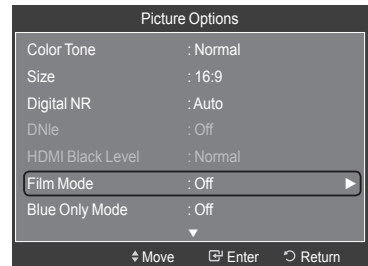 Picture Options
Color Tone : Normal
Size : 16:9
Digital NR : Auto
DNIe : Off
HDMI Black Level : Normal
Film Mode : Off
Blue Only Mode : Off
Move Enter Return